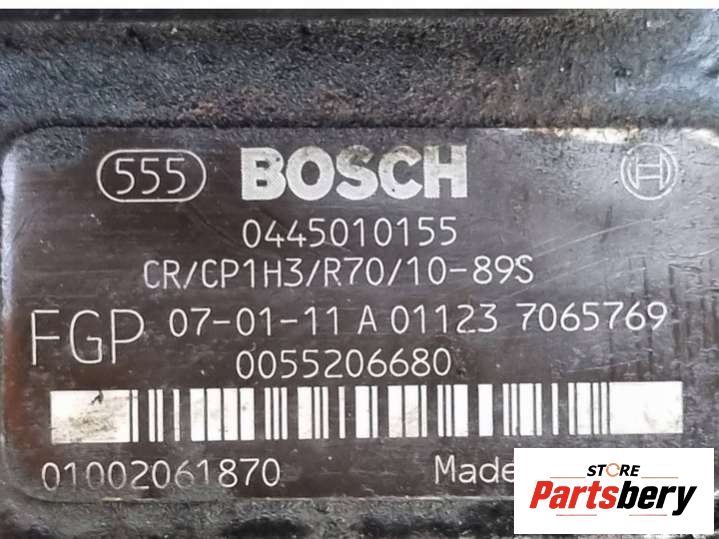 555 BOSCH
0445010155
CR/CP1H3/R70/10-89S
FGP 07-01-11 A 01123 7065769
0055206680
01002061870 Made
STORE
Partsbery